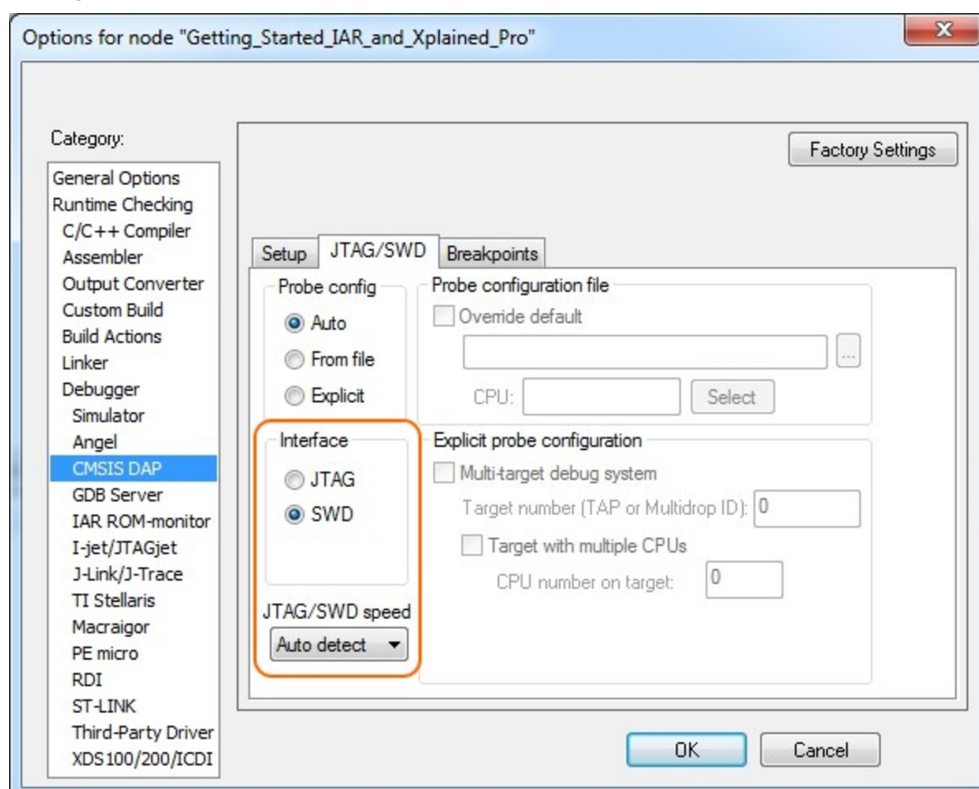 Options for node "Getting_Started_IAR_and_Xplained_Pro"
Category:
Factory Settings
General Options
Runtime Checking
C/C++ Compiler
Assembler
Output Converter
Custom Build
Build Actions
Linker
Debugger
Simulator
Angel
CMSIS DAP
GDB Server
IAR ROM-monitor
I-jet/JTAGjet
J-Link/J-Trace
TI Stellaris
Macraigor
PE micro
RDI
ST-LINK
Third-Party Driver
XDS100/200/ICDI
Setup JTAG/SWD Breakpoints
Probe config
Auto
From file
Explicit
Probe configuration file
Override default
...
CPU: Select
Interface
JTAG
SWD
JTAG/SWD speed
Auto detect
Explicit probe configuration
Multi-target debug system
Target number (TAP or Multidrop ID): 0
Target with multiple CPUs
CPU number on target: 0
OK Cancel